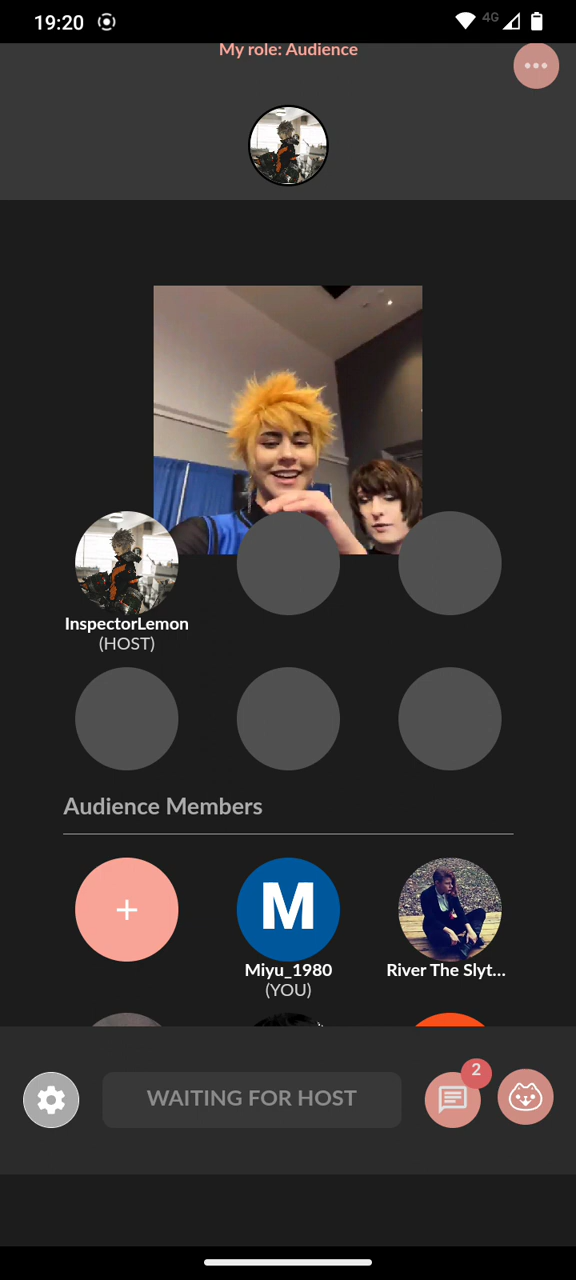 19:20
4G
My role: Audience
InspectorLemon
(HOST)
Audience Members
+
M
Miyu_1980
(YOU)
River The Slyt...
WAITING FOR HOST
2